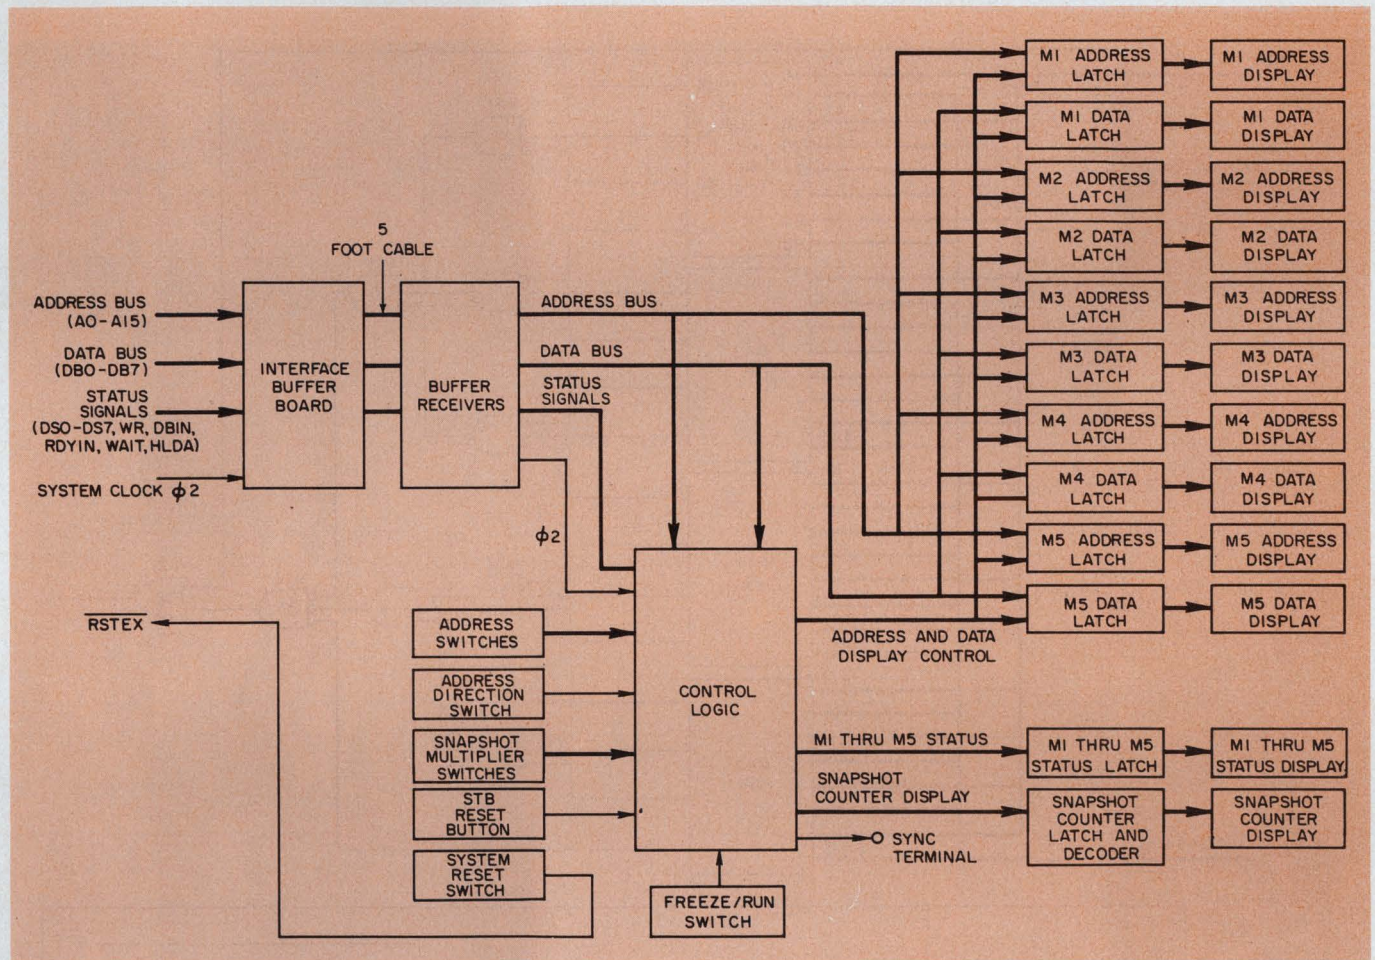 5
FOOT CABLE
ADDRESS BUS
(A0-A15)
DATA BUS
(DB0-DB7)
STATUS
SIGNALS
(DS0-DS7, WR, DBIN,
RDYIN, WAIT, HLDA)
SYSTEM CLOCK ϕ2
INTERFACE
BUFFER
BOARD
BUFFER
RECEIVERS
ADDRESS BUS
DATA BUS
STATUS
SIGNALS
ϕ2
RSTEX
ADDRESS
SWITCHES
ADDRESS
DIRECTION
SWITCH
SNAPSHOT
MULTIPLIER
SWITCHES
STB
RESET
BUTTON
SYSTEM
RESET
SWITCH
CONTROL
LOGIC
FREEZE/RUN
SWITCH
ADDRESS AND DATA
DISPLAY CONTROL
M1 THRU M5 STATUS
SNAPSHOT
COUNTER DISPLAY
SYNC
TERMINAL
M1 ADDRESS
LATCH
M1 ADDRESS
DISPLAY
M1 DATA
LATCH
M1 DATA
DISPLAY
M2 ADDRESS
LATCH
M2 ADDRESS
DISPLAY
M2 DATA
LATCH
M2 DATA
DISPLAY
M3 ADDRESS
LATCH
M3 ADDRESS
DISPLAY
M3 DATA
LATCH
M3 DATA
DISPLAY
M4 ADDRESS
LATCH
M4 ADDRESS
DISPLAY
M4 DATA
LATCH
M4 DATA
DISPLAY
M5 ADDRESS
LATCH
M5 ADDRESS
DISPLAY
M5 DATA
LATCH
M5 DATA
DISPLAY
M1 THRU M5
STATUS LATCH
M1 THRU M5
STATUS DISPLAY
SNAPSHOT
COUNTER
LATCH AND
DECODER
SNAPSHOT
COUNTER
DISPLAY